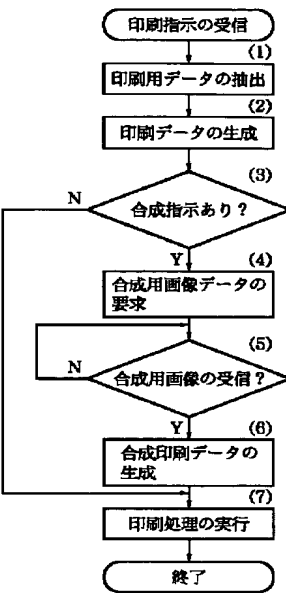 印刷指示の受信
(1)
印刷用データの抽出
(2)
印刷データの生成
(3)
N
合成指示あり?
Y
(4)
合成用画像データの
要求
(5)
N
合成用画像の受信?
Y
(6)
合成印刷データの
生成
(7)
印刷処理の実行
終了